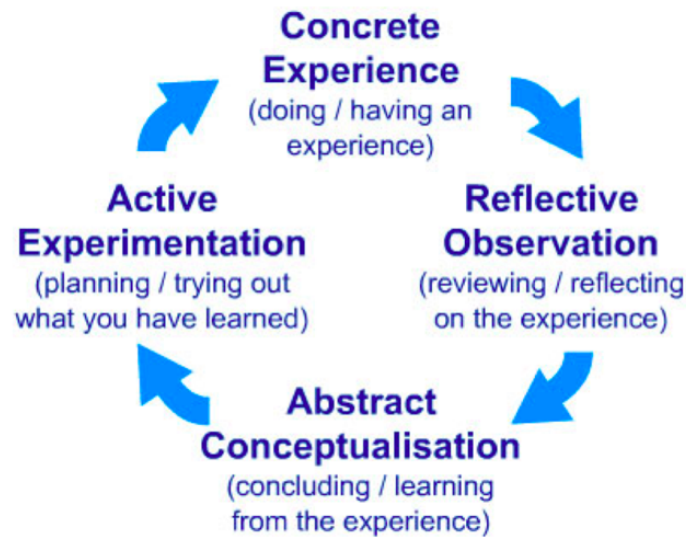 Concrete
Experience
(doing / having an
experience)
Reflective
Observation
(reviewing / reflecting
on the experience)
Abstract
Conceptualisation
(concluding / learning
from the experience)
Active
Experimentation
(planning / trying out
what you have learned)